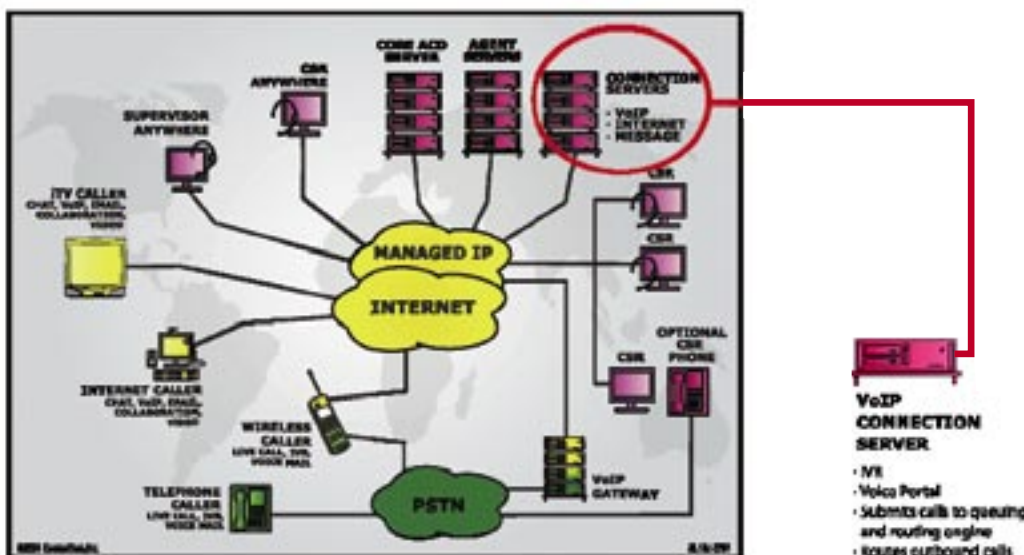 CORE ACD
SERVER
AGENT
SERVERS
CONNECTION
SERVERS
- VoIP
- INTERNET
- MESSAGE
CSR
ANYWHERE
SUPERVISOR
ANYWHERE
iTV CALLER
CHAT, VoIP, EMAIL,
COLLABORATION,
VIDEO
CSR
CSR
MANAGED IP
INTERNET
INTERNET CALLER
CHAT, VoIP, EMAIL,
COLLABORATION,
VIDEO
WIRELESS
CALLER
LIVE CALL, IVR,
VOICE MAIL
CSR
OPTIONAL
CSR
PHONE
TELEPHONE
CALLER
LIVE CALL, IVR,
VOICE MAIL
PSTN
VoIP
GATEWAY
VoIP
CONNECTION
SERVER
· IVR
· Voice Portal
· Submits calls to queuing
and routing engine
· Routes outbound calls